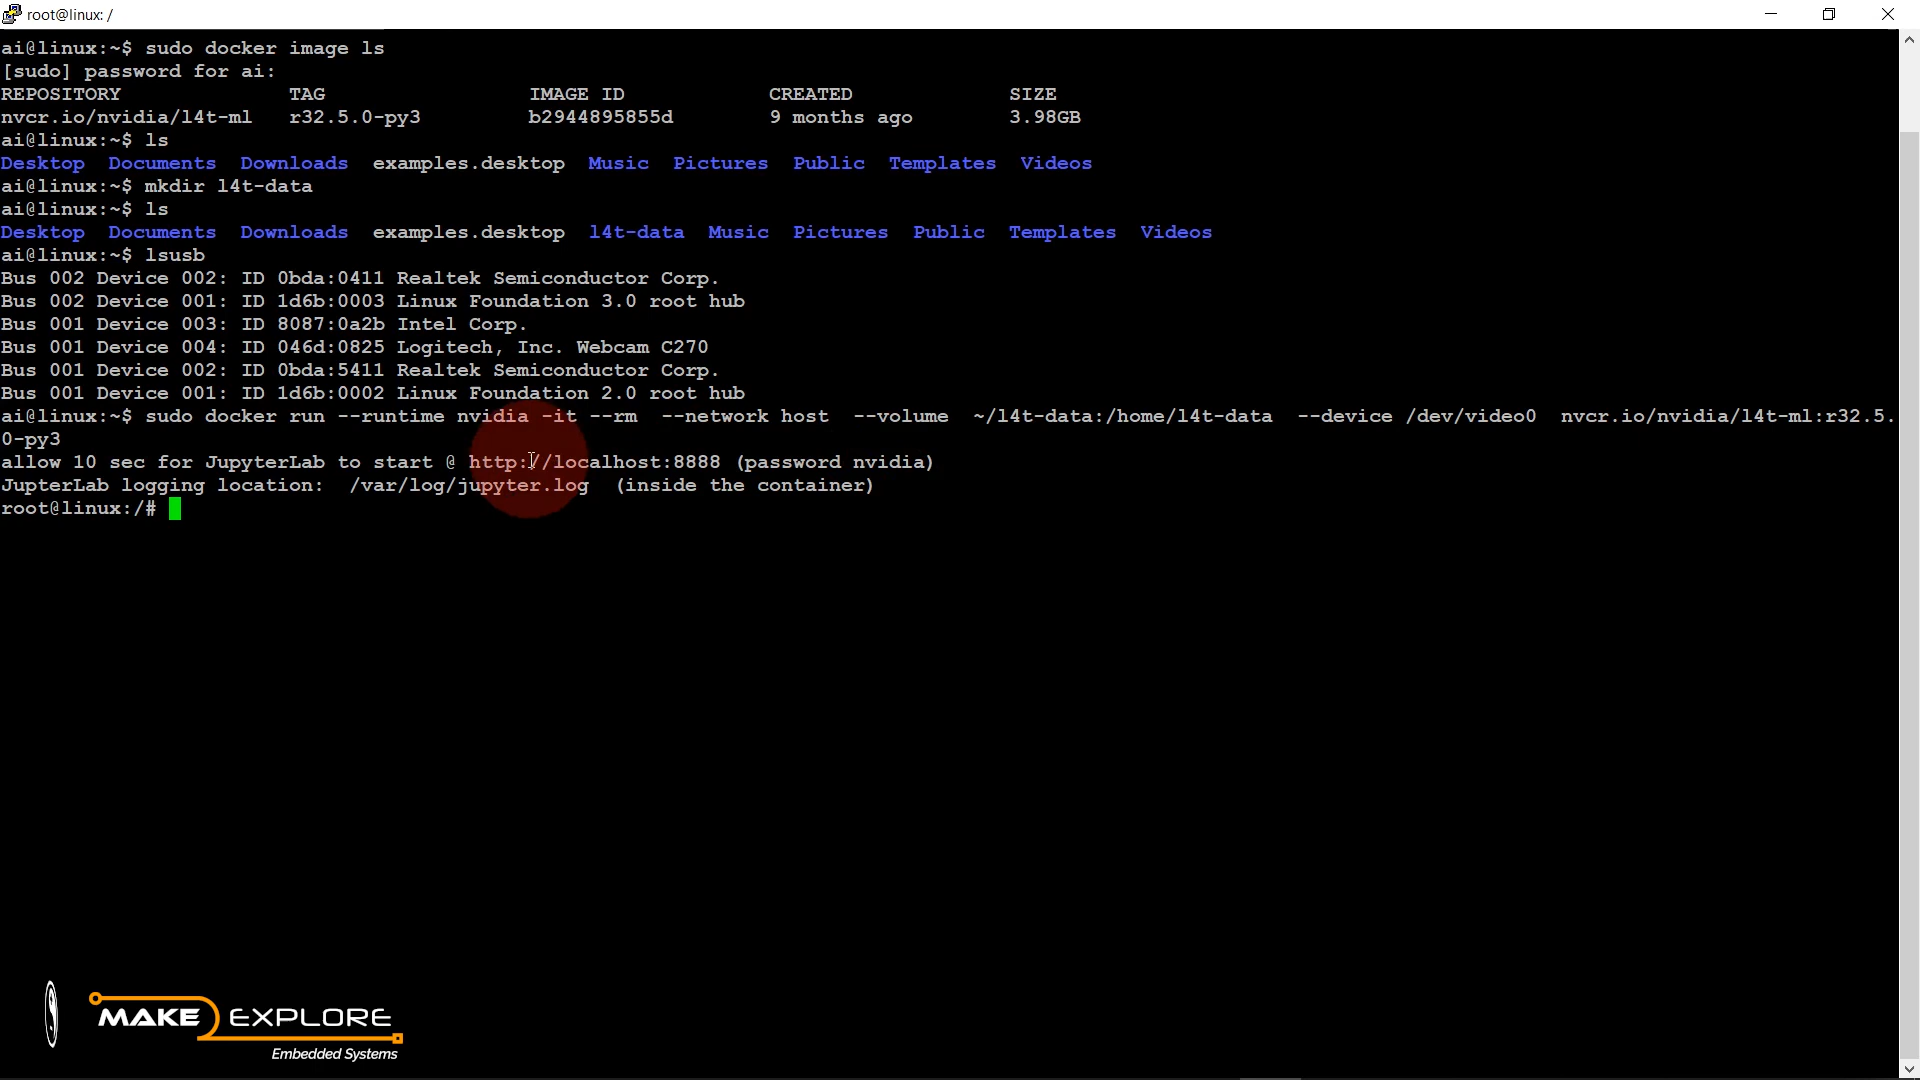 root@linux: /
ai@linux:~$ sudo docker image ls
[sudo] password for ai:
REPOSITORY TAG IMAGE ID CREATED SIZE
nvcr.io/nvidia/l4t-ml r32.5.0-py3 b2944895855d 9 months ago 3.98GB
ai@linux:~$ ls
Desktop Documents Downloads examples.desktop Music Pictures Public Templates Videos
ai@linux:~$ mkdir l4t-data
ai@linux:~$ ls
Desktop Documents Downloads examples.desktop l4t-data Music Pictures Public Templates Videos
ai@linux:~$ lsusb
Bus 002 Device 002: ID 0bda:0411 Realtek Semiconductor Corp.
Bus 002 Device 001: ID 1d6b:0003 Linux Foundation 3.0 root hub
Bus 001 Device 003: ID 8087:0a2b Intel Corp.
Bus 001 Device 004: ID 046d:0825 Logitech, Inc. Webcam C270
Bus 001 Device 002: ID 0bda:5411 Realtek Semiconductor Corp.
Bus 001 Device 001: ID 1d6b:0002 Linux Foundation 2.0 root hub
ai@linux:~$ sudo docker run --runtime nvidia -it --rm --network host --volume ~/l4t-data:/home/l4t-data --device /dev/video0 nvcr.io/nvidia/l4t-ml:r32.5.
0-py3
allow 10 sec for JupyterLab to start @ http://localhost:8888 (password nvidia)
JupterLab logging location: /var/log/jupyter.log (inside the container)
root@linux:/#
MAKE EXPLORE
Embedded Systems